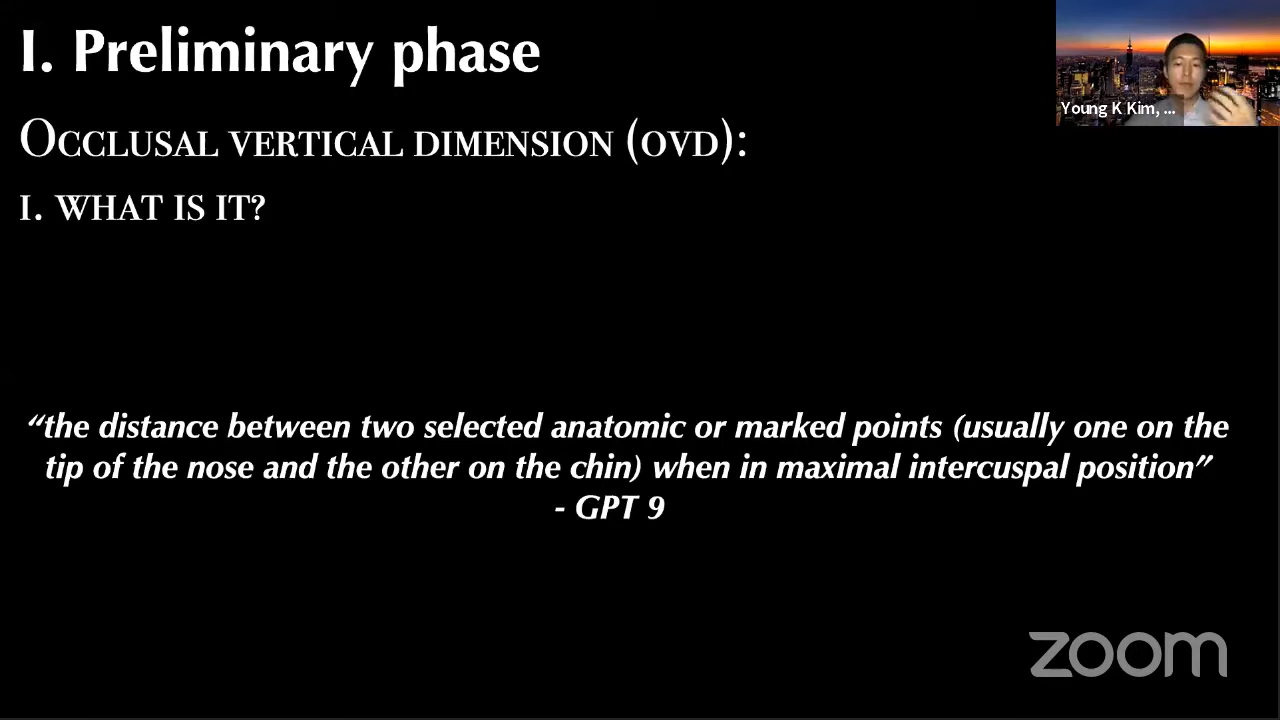 I. Preliminary phase
Young K Kim, ...
Occlusal vertical dimension (ovd):
i. what is it?
“the distance between two selected anatomic or marked points (usually one on the
tip of the nose and the other on the chin) when in maximal intercuspal position”
- GPT 9
zoom